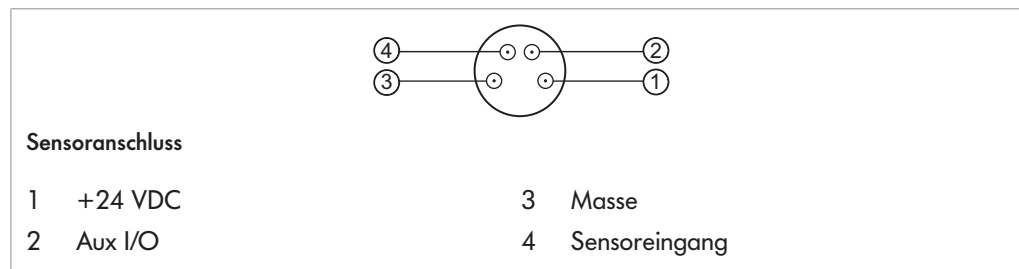 4 2
3 1
Sensoranschluss
1 +24 VDC 3 Masse
2 Aux I/O 4 Sensoreingang